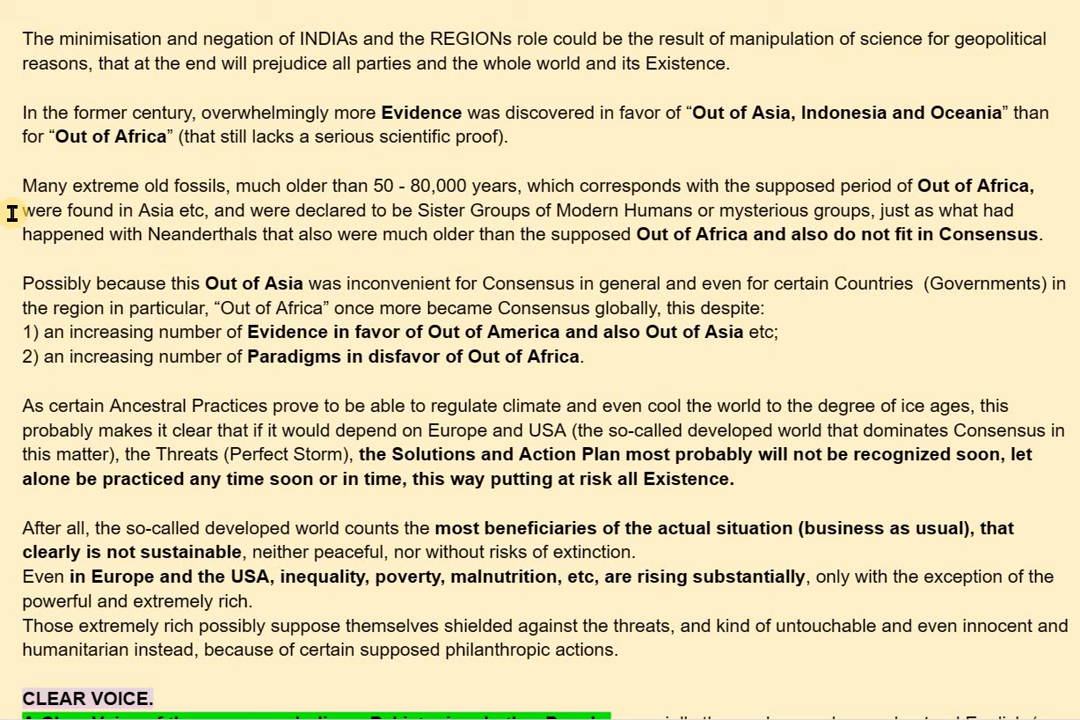 The minimisation and negation of INDIAs and the REGIONs role could be the result of manipulation of science for geopolitical
reasons, that at the end will prejudice all parties and the whole world and its Existence.
In the former century, overwhelmingly more Evidence was discovered in favor of “Out of Asia, Indonesia and Oceania” than
for “Out of Africa” (that still lacks a serious scientific proof).
Many extreme old fossils, much older than 50 - 80,000 years, which corresponds with the supposed period of Out of Africa,
were found in Asia etc, and were declared to be Sister Groups of Modern Humans or mysterious groups, just as what had
happened with Neanderthals that also were much older than the supposed Out of Africa and also do not fit in Consensus.
Possibly because this Out of Asia was inconvenient for Consensus in general and even for certain Countries  (Governments) in
the region in particular, “Out of Africa” once more became Consensus globally, this despite:
1) an increasing number of Evidence in favor of Out of America and also Out of Asia etc;
2) an increasing number of Paradigms in disfavor of Out of Africa.
As certain Ancestral Practices prove to be able to regulate climate and even cool the world to the degree of ice ages, this
probably makes it clear that if it would depend on Europe and USA (the so-called developed world that dominates Consensus in
this matter), the Threats (Perfect Storm), the Solutions and Action Plan most probably will not be recognized soon, let
alone be practiced any time soon or in time, this way putting at risk all Existence.
After all, the so-called developed world counts the most beneficiaries of the actual situation (business as usual), that
clearly is not sustainable, neither peaceful, nor without risks of extinction.
Even in Europe and the USA, inequality, poverty, malnutrition, etc, are rising substantially, only with the exception of the
powerful and extremely rich.
Those extremely rich possibly suppose themselves shielded against the threats, and kind of untouchable and even innocent and
humanitarian instead, because of certain supposed philanthropic actions.
CLEAR VOICE.